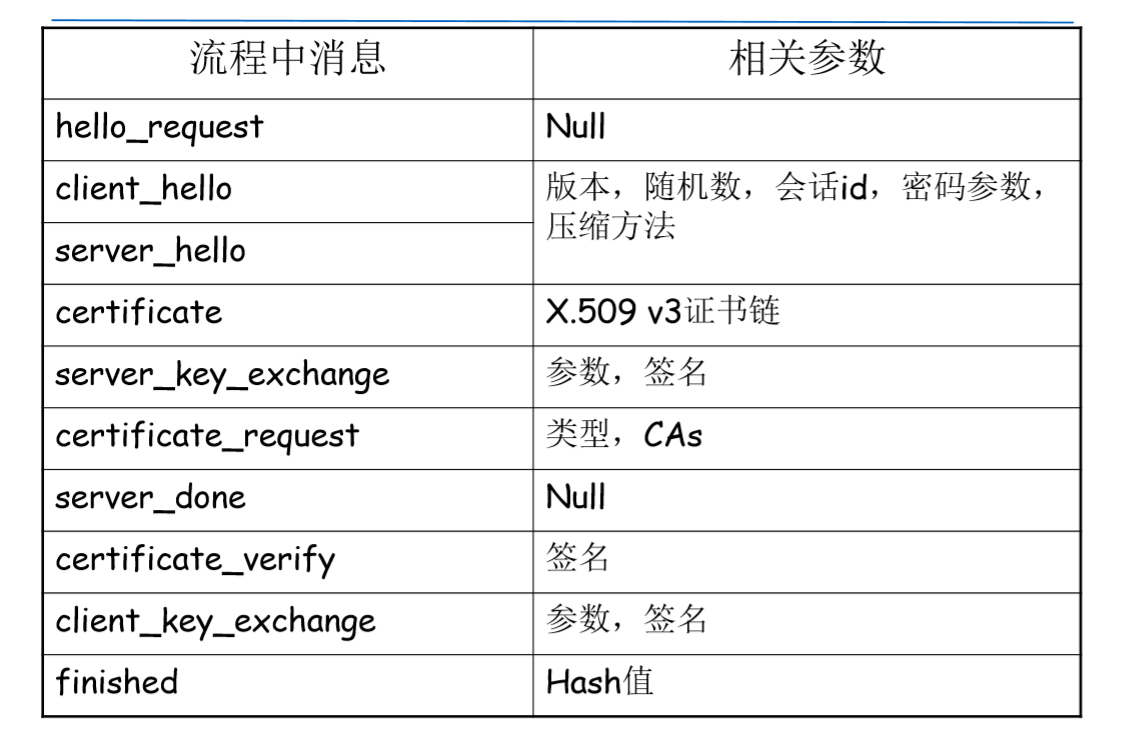 流程中消息
相关参数
hello_request
Null
client_hello
版本，随机数，会话id，密码参数，
压缩方法
server_hello
certificate
X.509 v3证书链
server_key_exchange
参数，签名
certificate_request
类型，CAs
server_done
Null
certificate_verify
签名
client_key_exchange
参数，签名
finished
Hash值